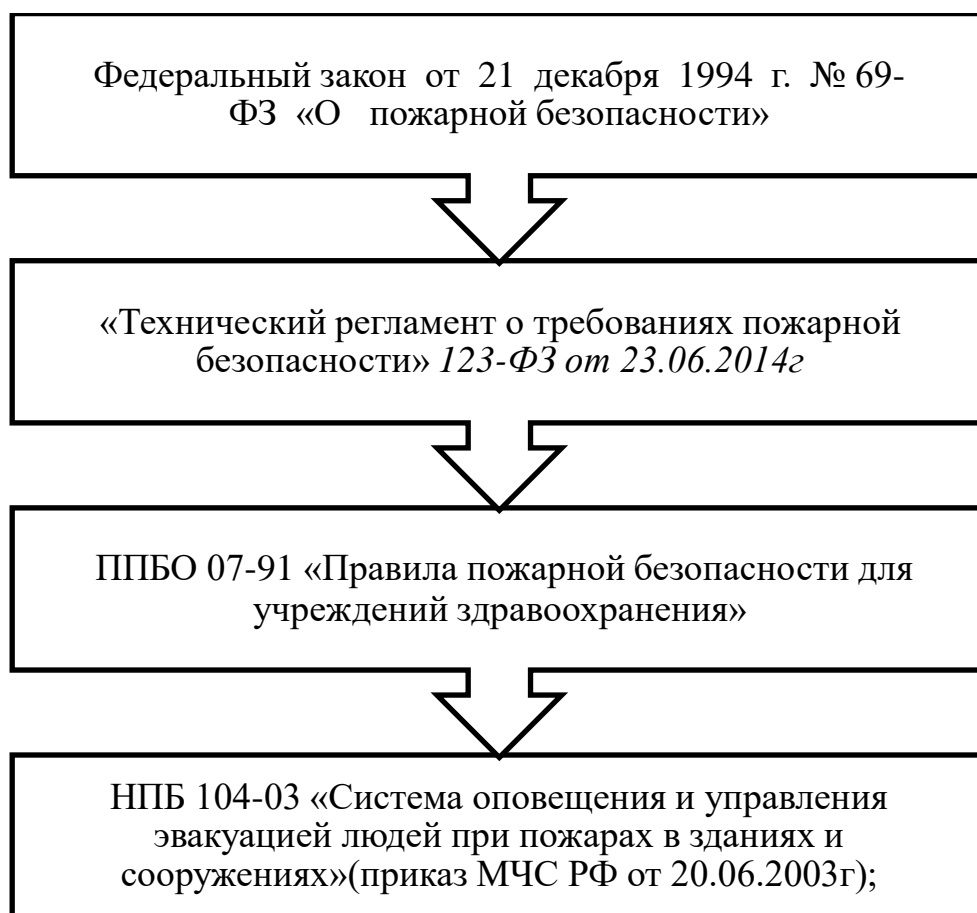 Федеральный закон от 21 декабря 1994 г. № 69-
ФЗ «О пожарной безопасности»
«Технический регламент о требованиях пожарной
безопасности» 123-ФЗ от 23.06.2014г
ППБО 07-91 «Правила пожарной безопасности для
учреждений здравоохранения»
НПБ 104-03 «Система оповещения и управления
эвакуацией людей при пожарах в зданиях и
сооружениях»(приказ МЧС РФ от 20.06.2003г);